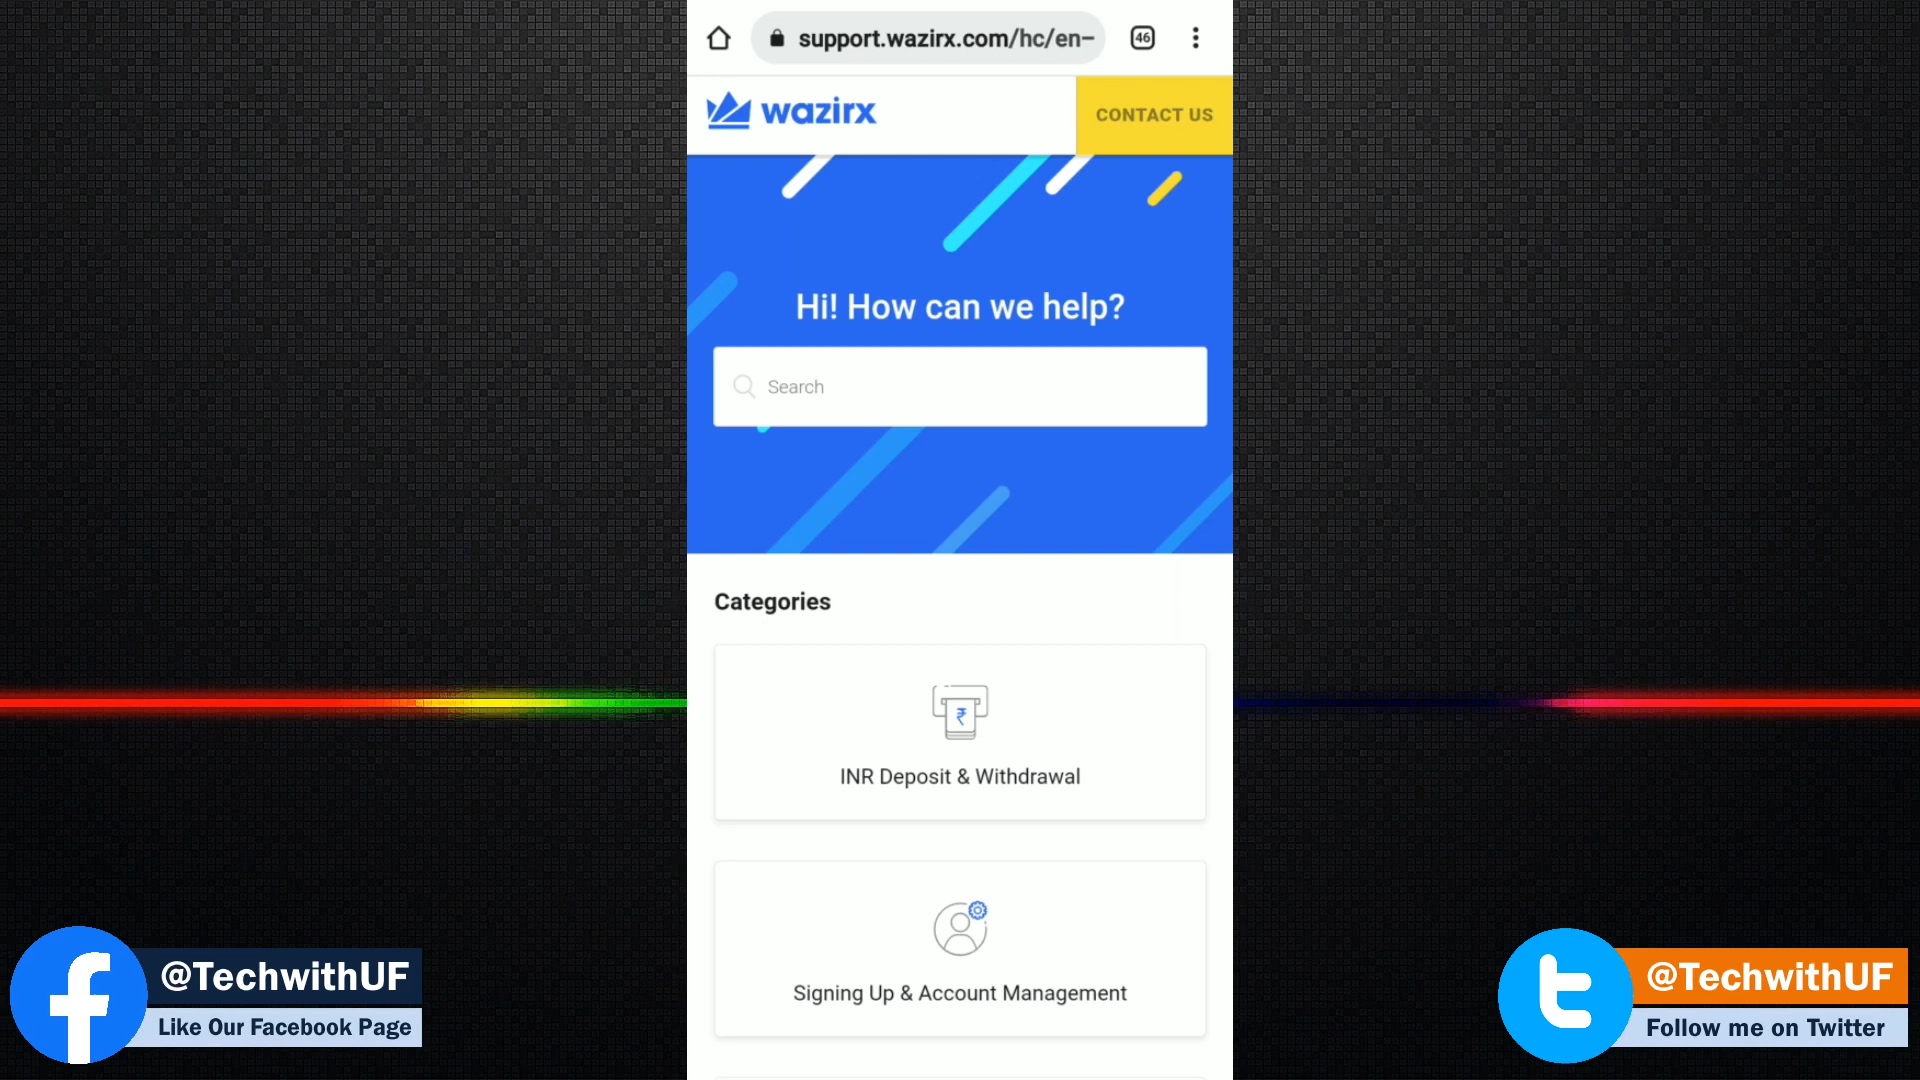 support.wazirx.com/hc/en-
46
wazirx
CONTACT US
Hi! How can we help?
Search
Categories
₹
INR Deposit & Withdrawal
Signing Up & Account Management
@TechwithUF
Like Our Facebook Page
@TechwithUF
Follow me on Twitter